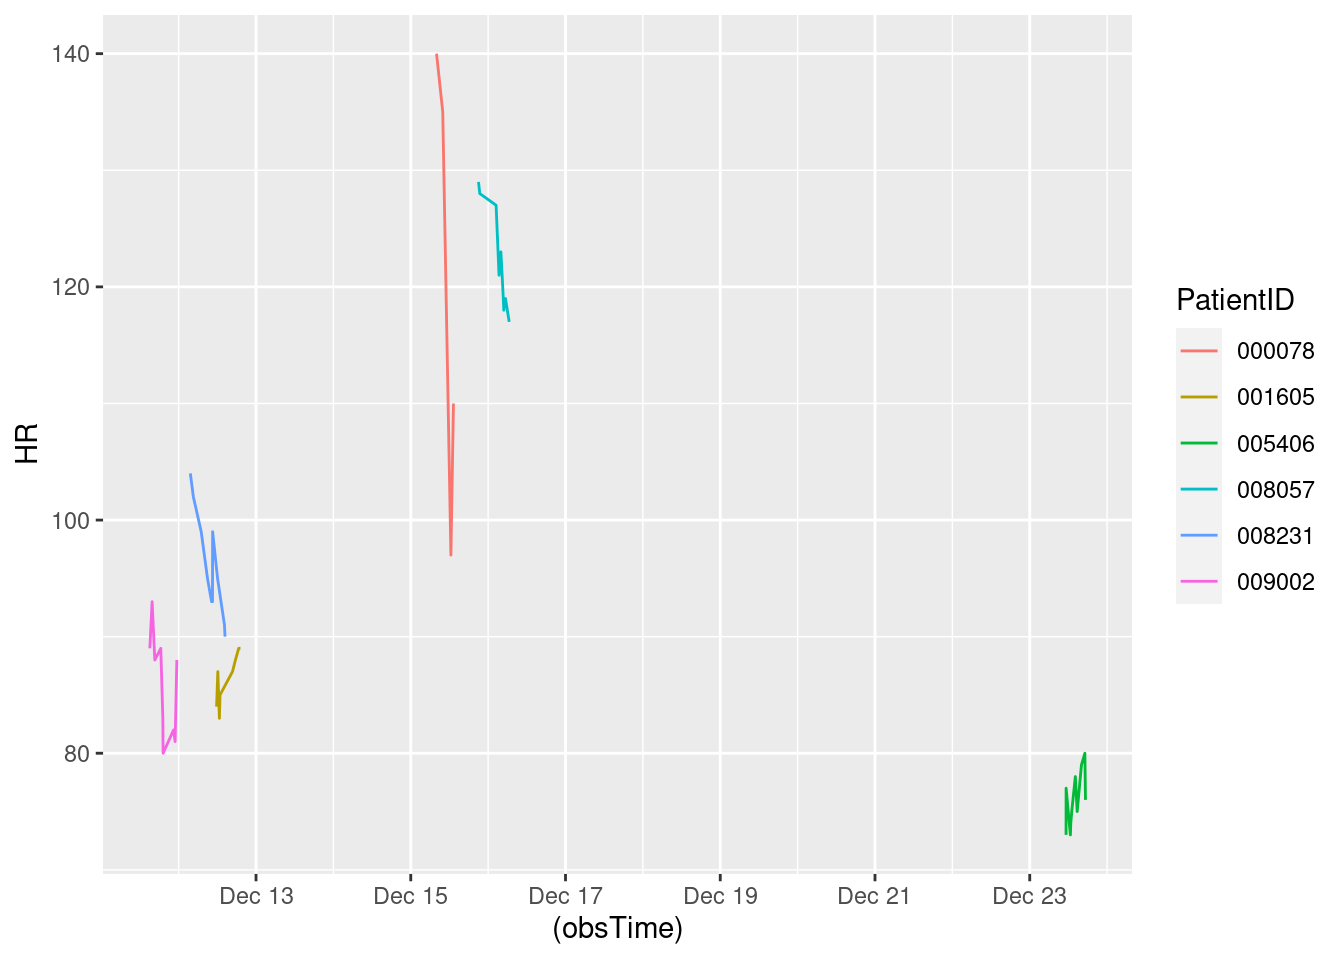 140
120
100
80
HR
Dec 13
Dec 15
Dec 17
Dec 19
Dec 21
Dec 23
(obsTime)
PatientID
000078
001605
005406
008057
008231
009002